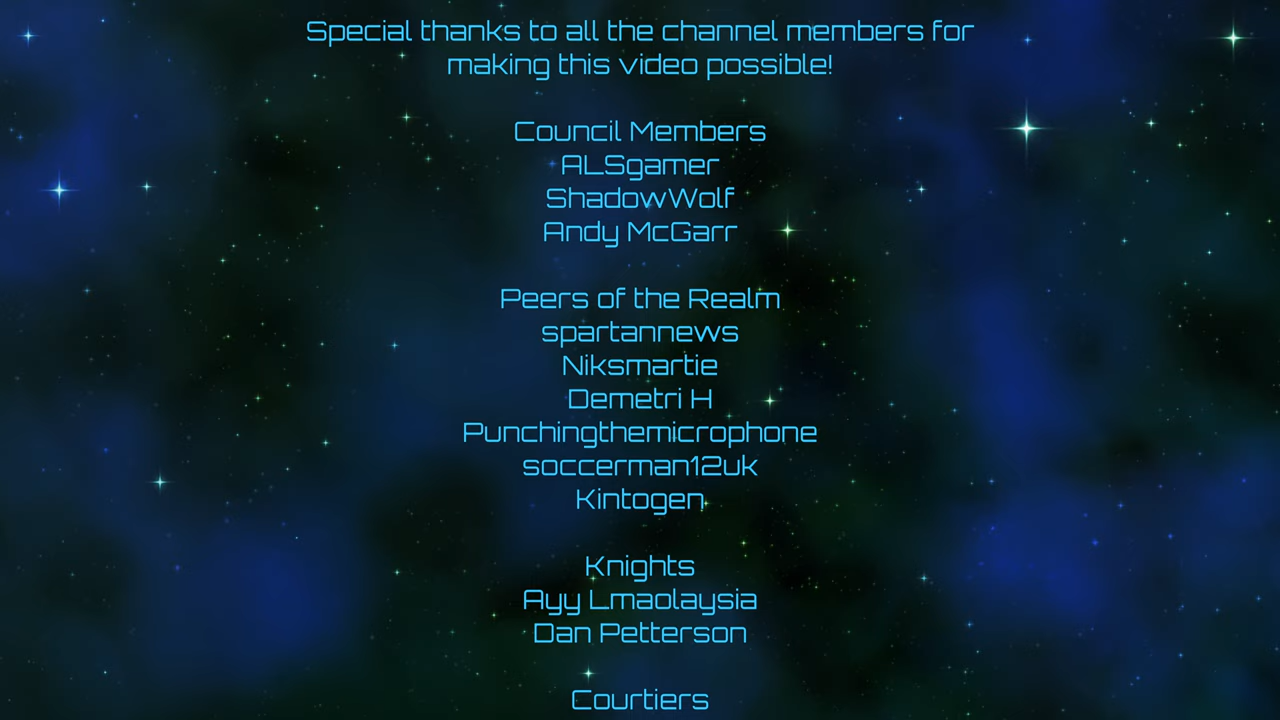 Special thanks to all the channel members for
making this video possible!
Council Members
ALSgamer
ShadowWolf
Andy McGarr
Peers of the Realm
spartannews
Niksmartie
Demetri H
Punchingthemicrophone
soccerman12uk
Kintogen
Knights
Ayy Lmaolaysia
Dan Petterson
Courtiers